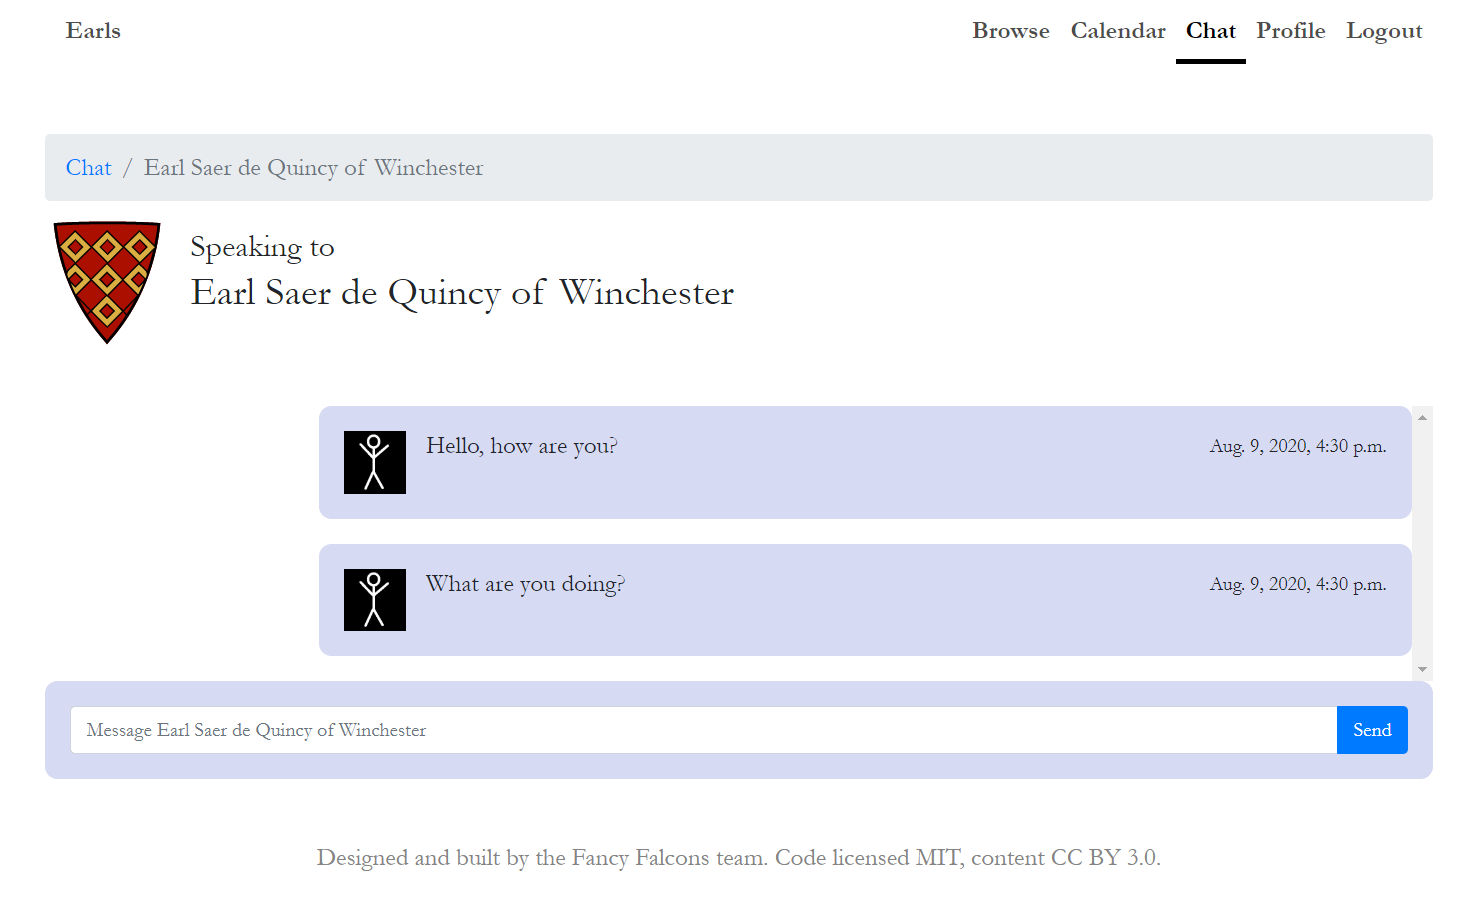 Earls
Browse Calendar Chat Profile Logout
Chat / Earl Saer de Quincy of Winchester
Speaking to
Earl Saer de Quincy of Winchester
Hello, how are you? Aug. 9, 2020, 4:30 p.m.
What are you doing? Aug. 9, 2020, 4:30 p.m.
Message Earl Saer de Quincy of Winchester Send
Designed and built by the Fancy Falcons team. Code licensed MIT, content CC BY 3.0.